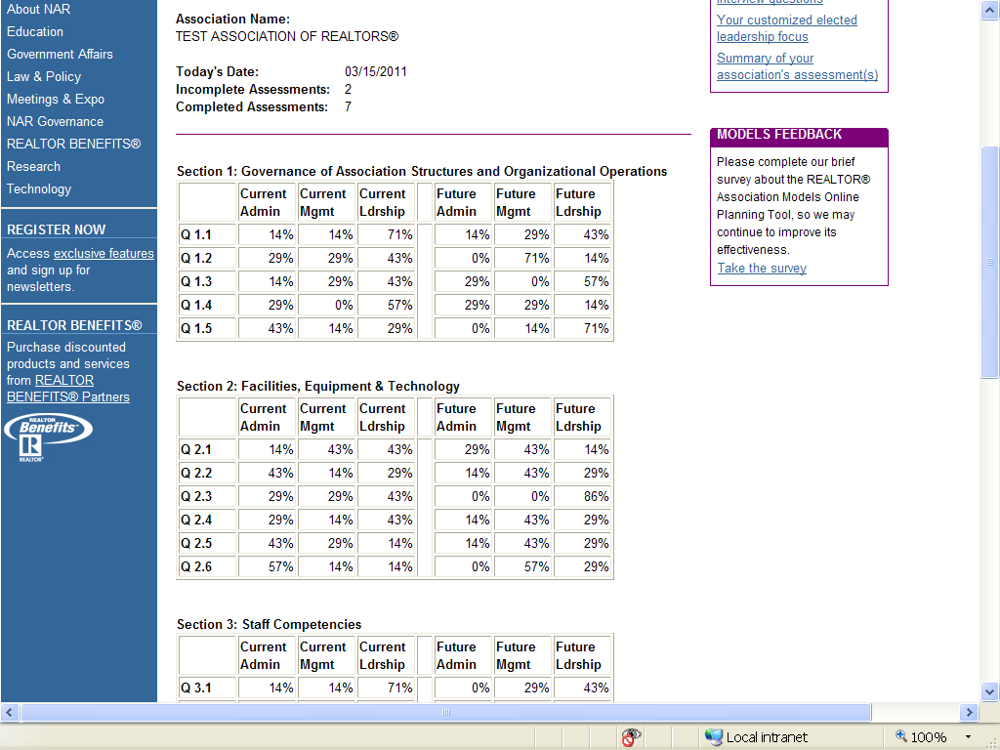 About NAR
Education
Government Affairs
Law & Policy
Meetings & Expo
NAR Governance
REALTOR BENEFITS®
Research
Technology
REGISTER NOW
Access exclusive features
and sign up for
newsletters.
REALTOR BENEFITS®
Purchase discounted
products and services
from REALTOR
BENEFITS® Partners
REALTOR
Benefits
REALTOR
Association Name:
TEST ASSOCIATION OF REALTORS®
Today's Date: 03/15/2011
Incomplete Assessments: 2
Completed Assessments: 7
Section 1: Governance of Association Structures and Organizational Operations
Current Current Current Future Future Future
Admin Mgmt Ldrship Admin Mgmt Ldrship
Q 1.1 14% 14% 71% 14% 29% 43%
Q 1.2 29% 29% 43% 0% 71% 14%
Q 1.3 14% 29% 43% 29% 0% 57%
Q 1.4 29% 0% 57% 29% 29% 14%
Q 1.5 43% 14% 29% 0% 14% 71%
Section 2: Facilities, Equipment & Technology
Current Current Current Future Future Future
Admin Mgmt Ldrship Admin Mgmt Ldrship
Q 2.1 14% 43% 43% 29% 43% 14%
Q 2.2 43% 14% 29% 14% 43% 29%
Q 2.3 29% 29% 43% 0% 0% 86%
Q 2.4 29% 14% 43% 14% 43% 29%
Q 2.5 43% 29% 14% 14% 43% 29%
Q 2.6 57% 14% 14% 0% 57% 29%
Section 3: Staff Competencies
Current Current Current Future Future Future
Admin Mgmt Ldrship Admin Mgmt Ldrship
Q 3.1 14% 14% 71% 0% 29% 43%
interview questions
Your customized elected
leadership focus
Summary of your
association's assessment(s)
MODELS FEEDBACK
Please complete our brief
survey about the REALTOR®
Association Models Online
Planning Tool, so we may
continue to improve its
effectiveness.
Take the survey
Local intranet
100%